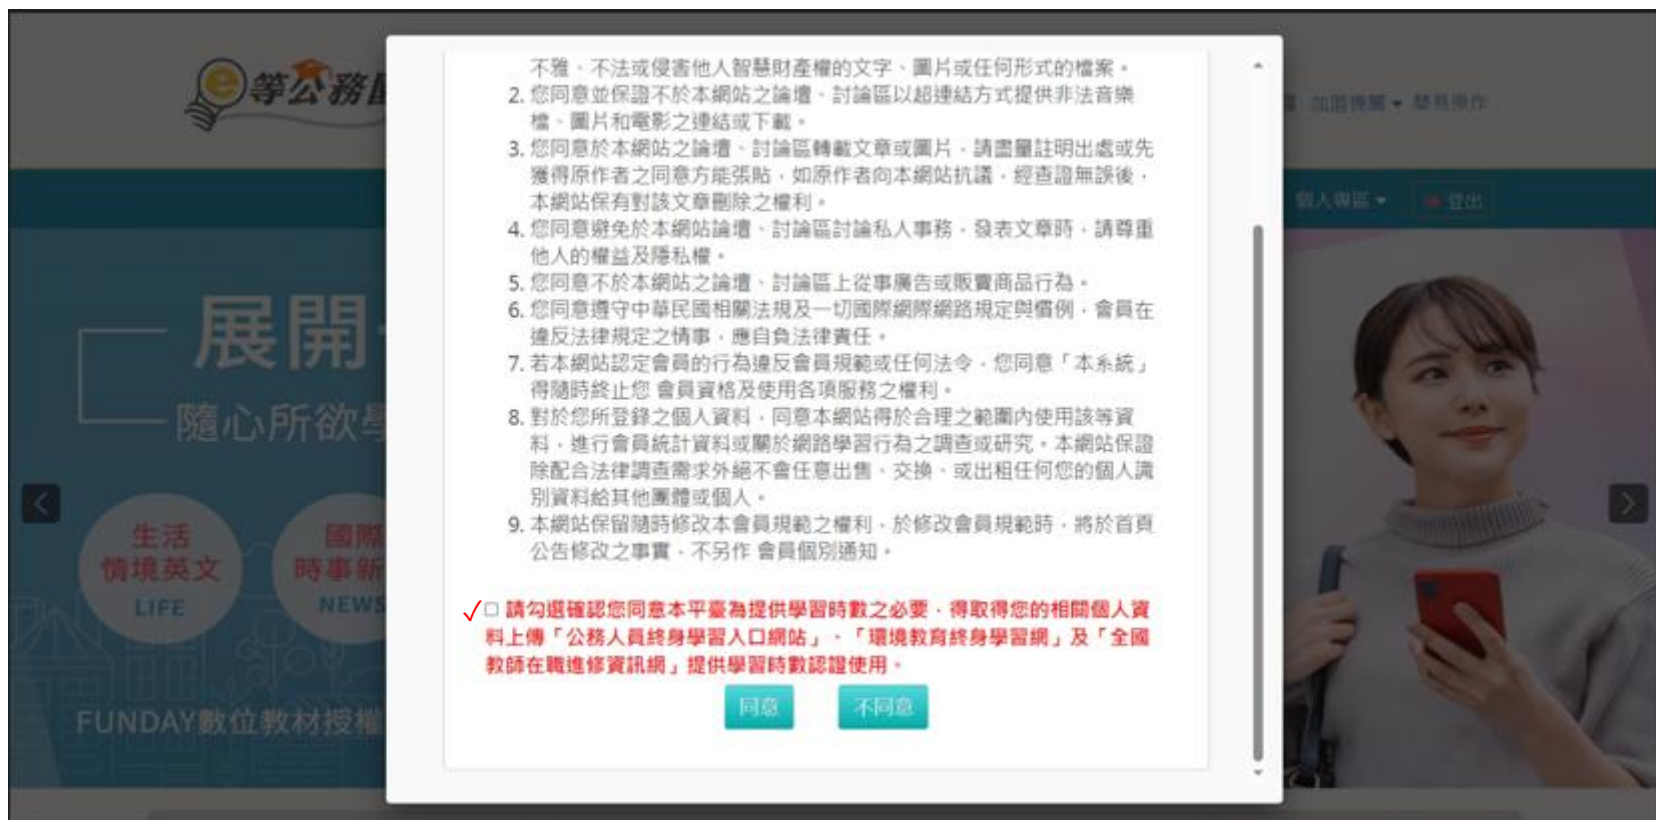 等公務
加盟機關 簡易操作
個人專區 登出
不雅、不法或侵害他人智慧財產權的文字、圖片或任何形式的檔案。
2. 您同意並保證不於本網站之論壇、討論區以超連結方式提供非法音樂
檔、圖片和電影之連結或下載。
3. 您同意於本網站之論壇、討論區轉載文章或圖片，請盡量註明出處或先
獲得原作者之同意方能張貼，如原作者向本網站抗議，經查證無誤後，
本網站保有對該文章刪除之權利。
4. 您同意避免於本網站論壇、討論區討論私人事務，發表文章時，請尊重
他人的權益及隱私權。
5. 您同意不於本網站之論壇、討論區上從事廣告或販賣商品行為。
6. 您同意遵守中華民國相關法規及一切國際網際網路規定與慣例，會員在
違反法律規定之情事，應自負法律責任。
7. 若本網站認定會員的行為違反會員規範或任何法令，您同意「本系統」
得隨時終止您 會員資格及使用各項服務之權利。
8. 對於您所登錄之個人資料，同意本網站得於合理之範圍內使用該等資
料，進行會員統計資料或關於網路學習行為之調查或研究。本網站保證
除配合法律調查需求外絕不會任意出售、交換、或出租任何您的個人識
別資料給其他團體或個人。
9. 本網站保留隨時修改本會員規範之權利，於修改會員規範時，將於首頁
公告修改之事實，不另作 會員個別通知。
請勾選確認您同意本平臺為提供學習時數之必要，得取得您的相關個人資
料上傳「公務人員終身學習入口網站」、「環境教育終身學習網」及「全國
教師在職進修資訊網」提供學習時數認證使用。
同意 不同意
展開
隨心所欲學
生活
情境英文
LIFE
國際
時事新
NEWS
FUNDAY數位教材授權